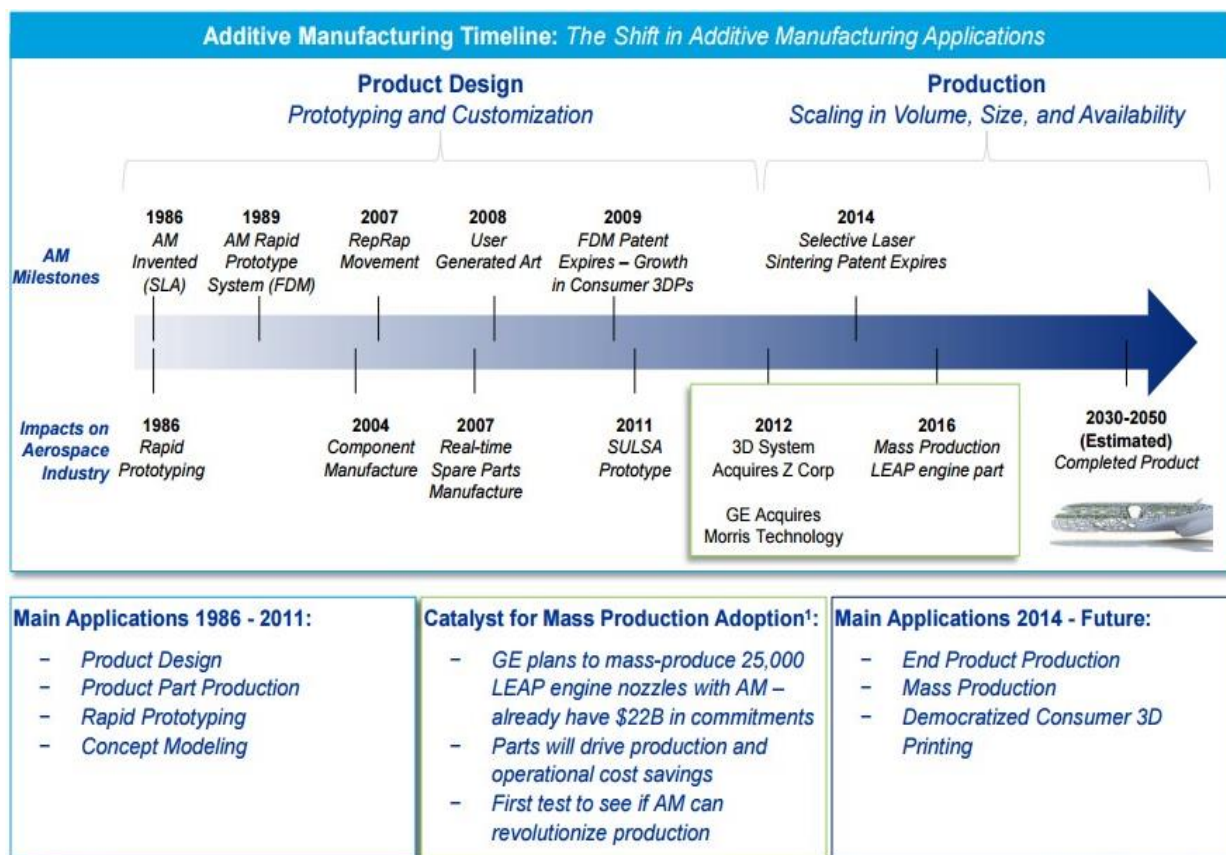 Additive Manufacturing Timeline: The Shift in Additive Manufacturing Applications
Product Design
Prototyping and Customization
Production
Scaling in Volume, Size, and Availability
AM
Milestones
1986
AM
Invented
(SLA)
1989
AM Rapid
Prototype
System (FDM)
2007
RepRap
Movement
2008
User
Generated Art
2009
FDM Patent
Expires – Growth
in Consumer 3DPs
2014
Selective Laser
Sintering Patent Expires
Impacts on
Aerospace
Industry
1986
Rapid
Prototyping
2004
Component
Manufacture
2007
Real-time
Spare Parts
Manufacture
2011
SULSA
Prototype
2012
3D System
Acquires Z Corp
GE Acquires
Morris Technology
2016
Mass Production
LEAP engine part
2030-2050
(Estimated)
Completed Product
Main Applications 1986 - 2011:
− Product Design
− Product Part Production
− Rapid Prototyping
− Concept Modeling
Catalyst for Mass Production Adoption¹:
− GE plans to mass-produce 25,000
LEAP engine nozzles with AM –
already have $22B in commitments
− Parts will drive production and
operational cost savings
− First test to see if AM can
revolutionize production
Main Applications 2014 - Future:
− End Product Production
− Mass Production
− Democratized Consumer 3D
Printing